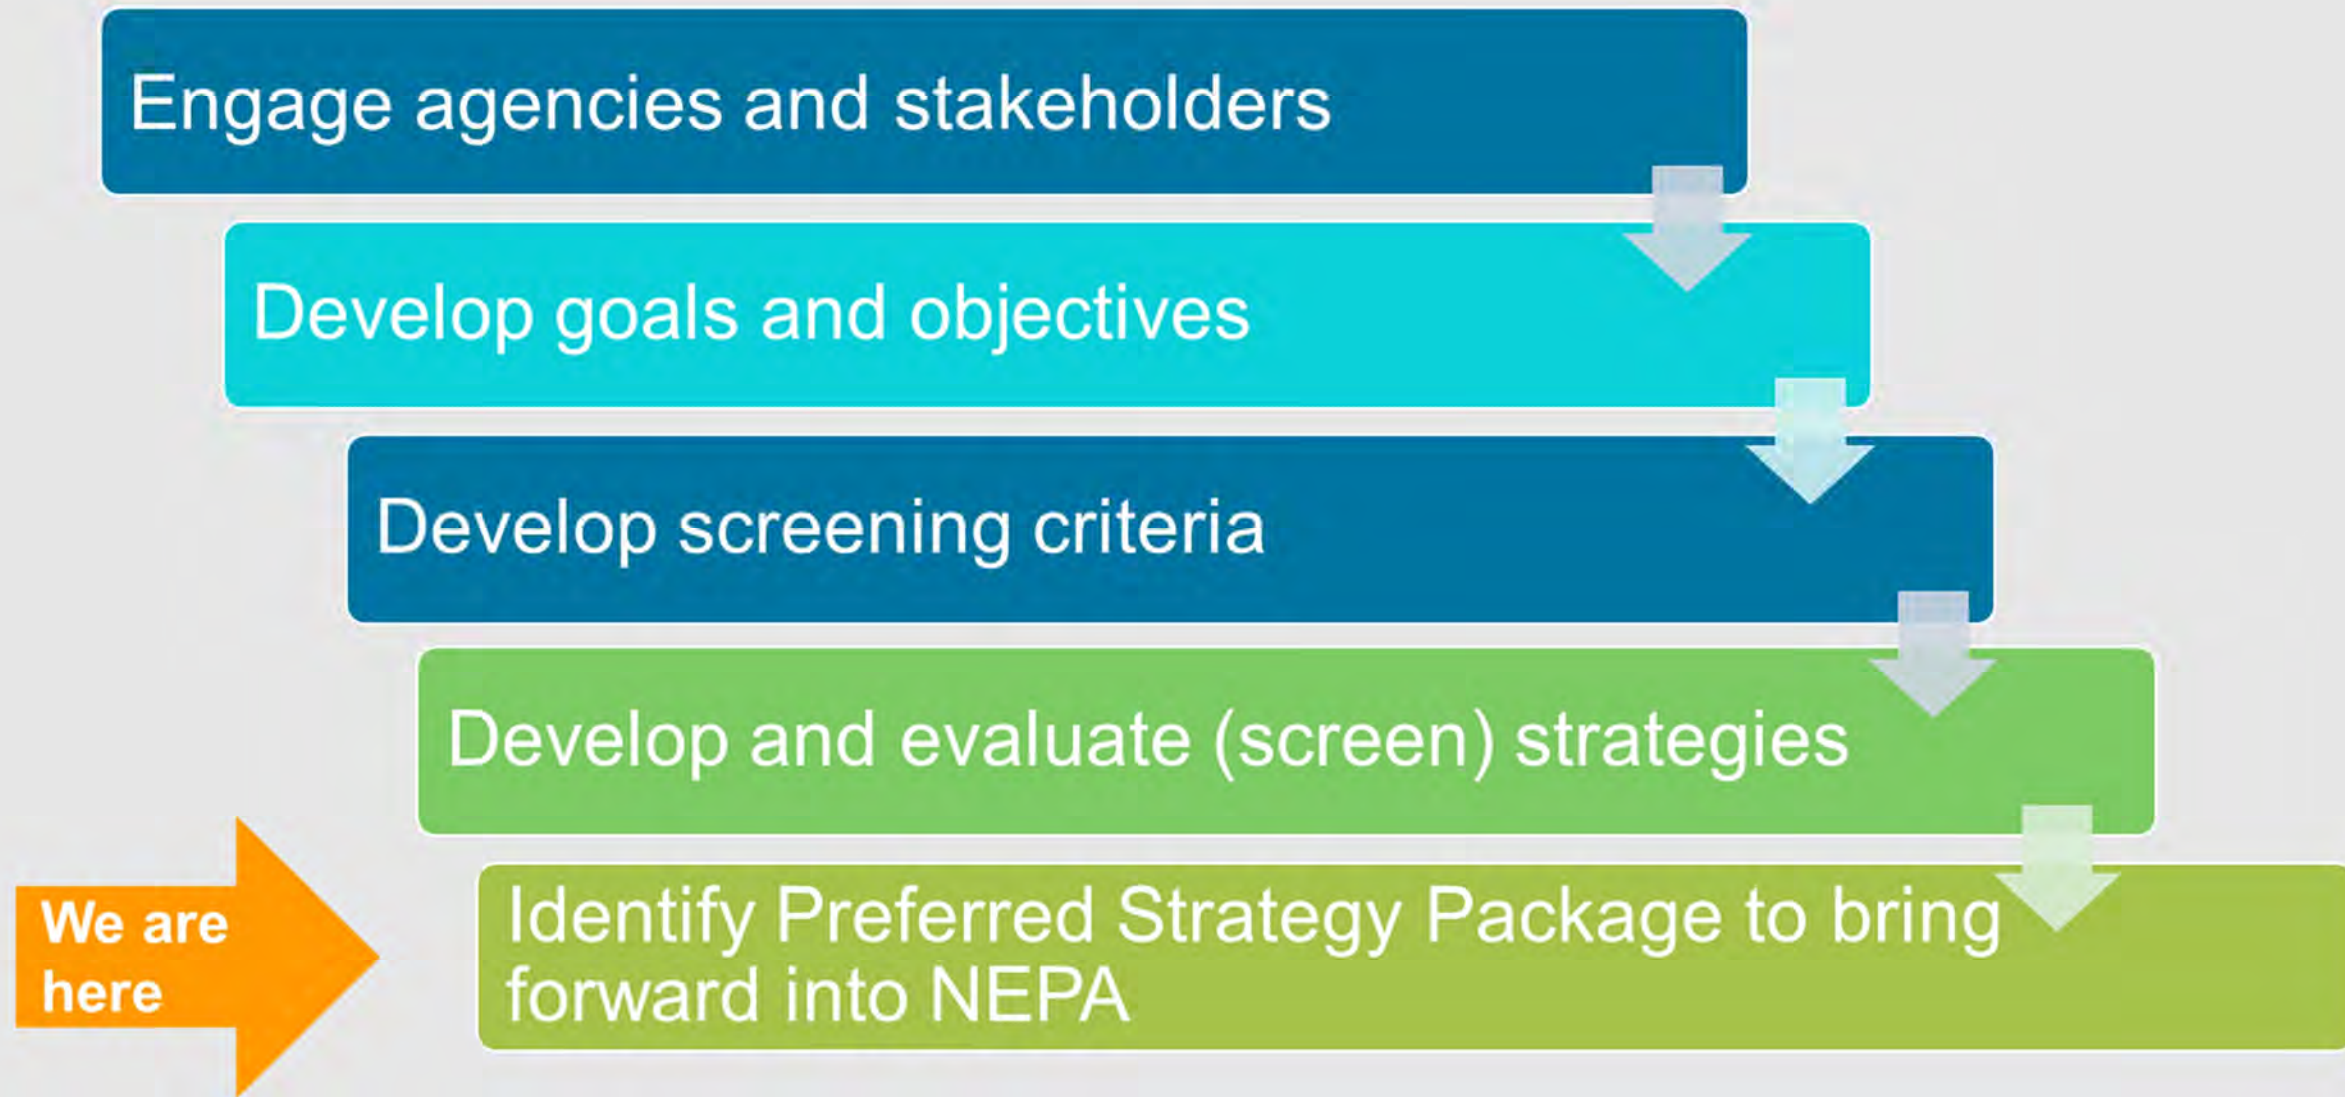 Engage agencies and stakeholders
Develop goals and objectives
Develop screening criteria
Develop and evaluate (screen) strategies
We are
here
Identify Preferred Strategy Package to bring
forward into NEPA